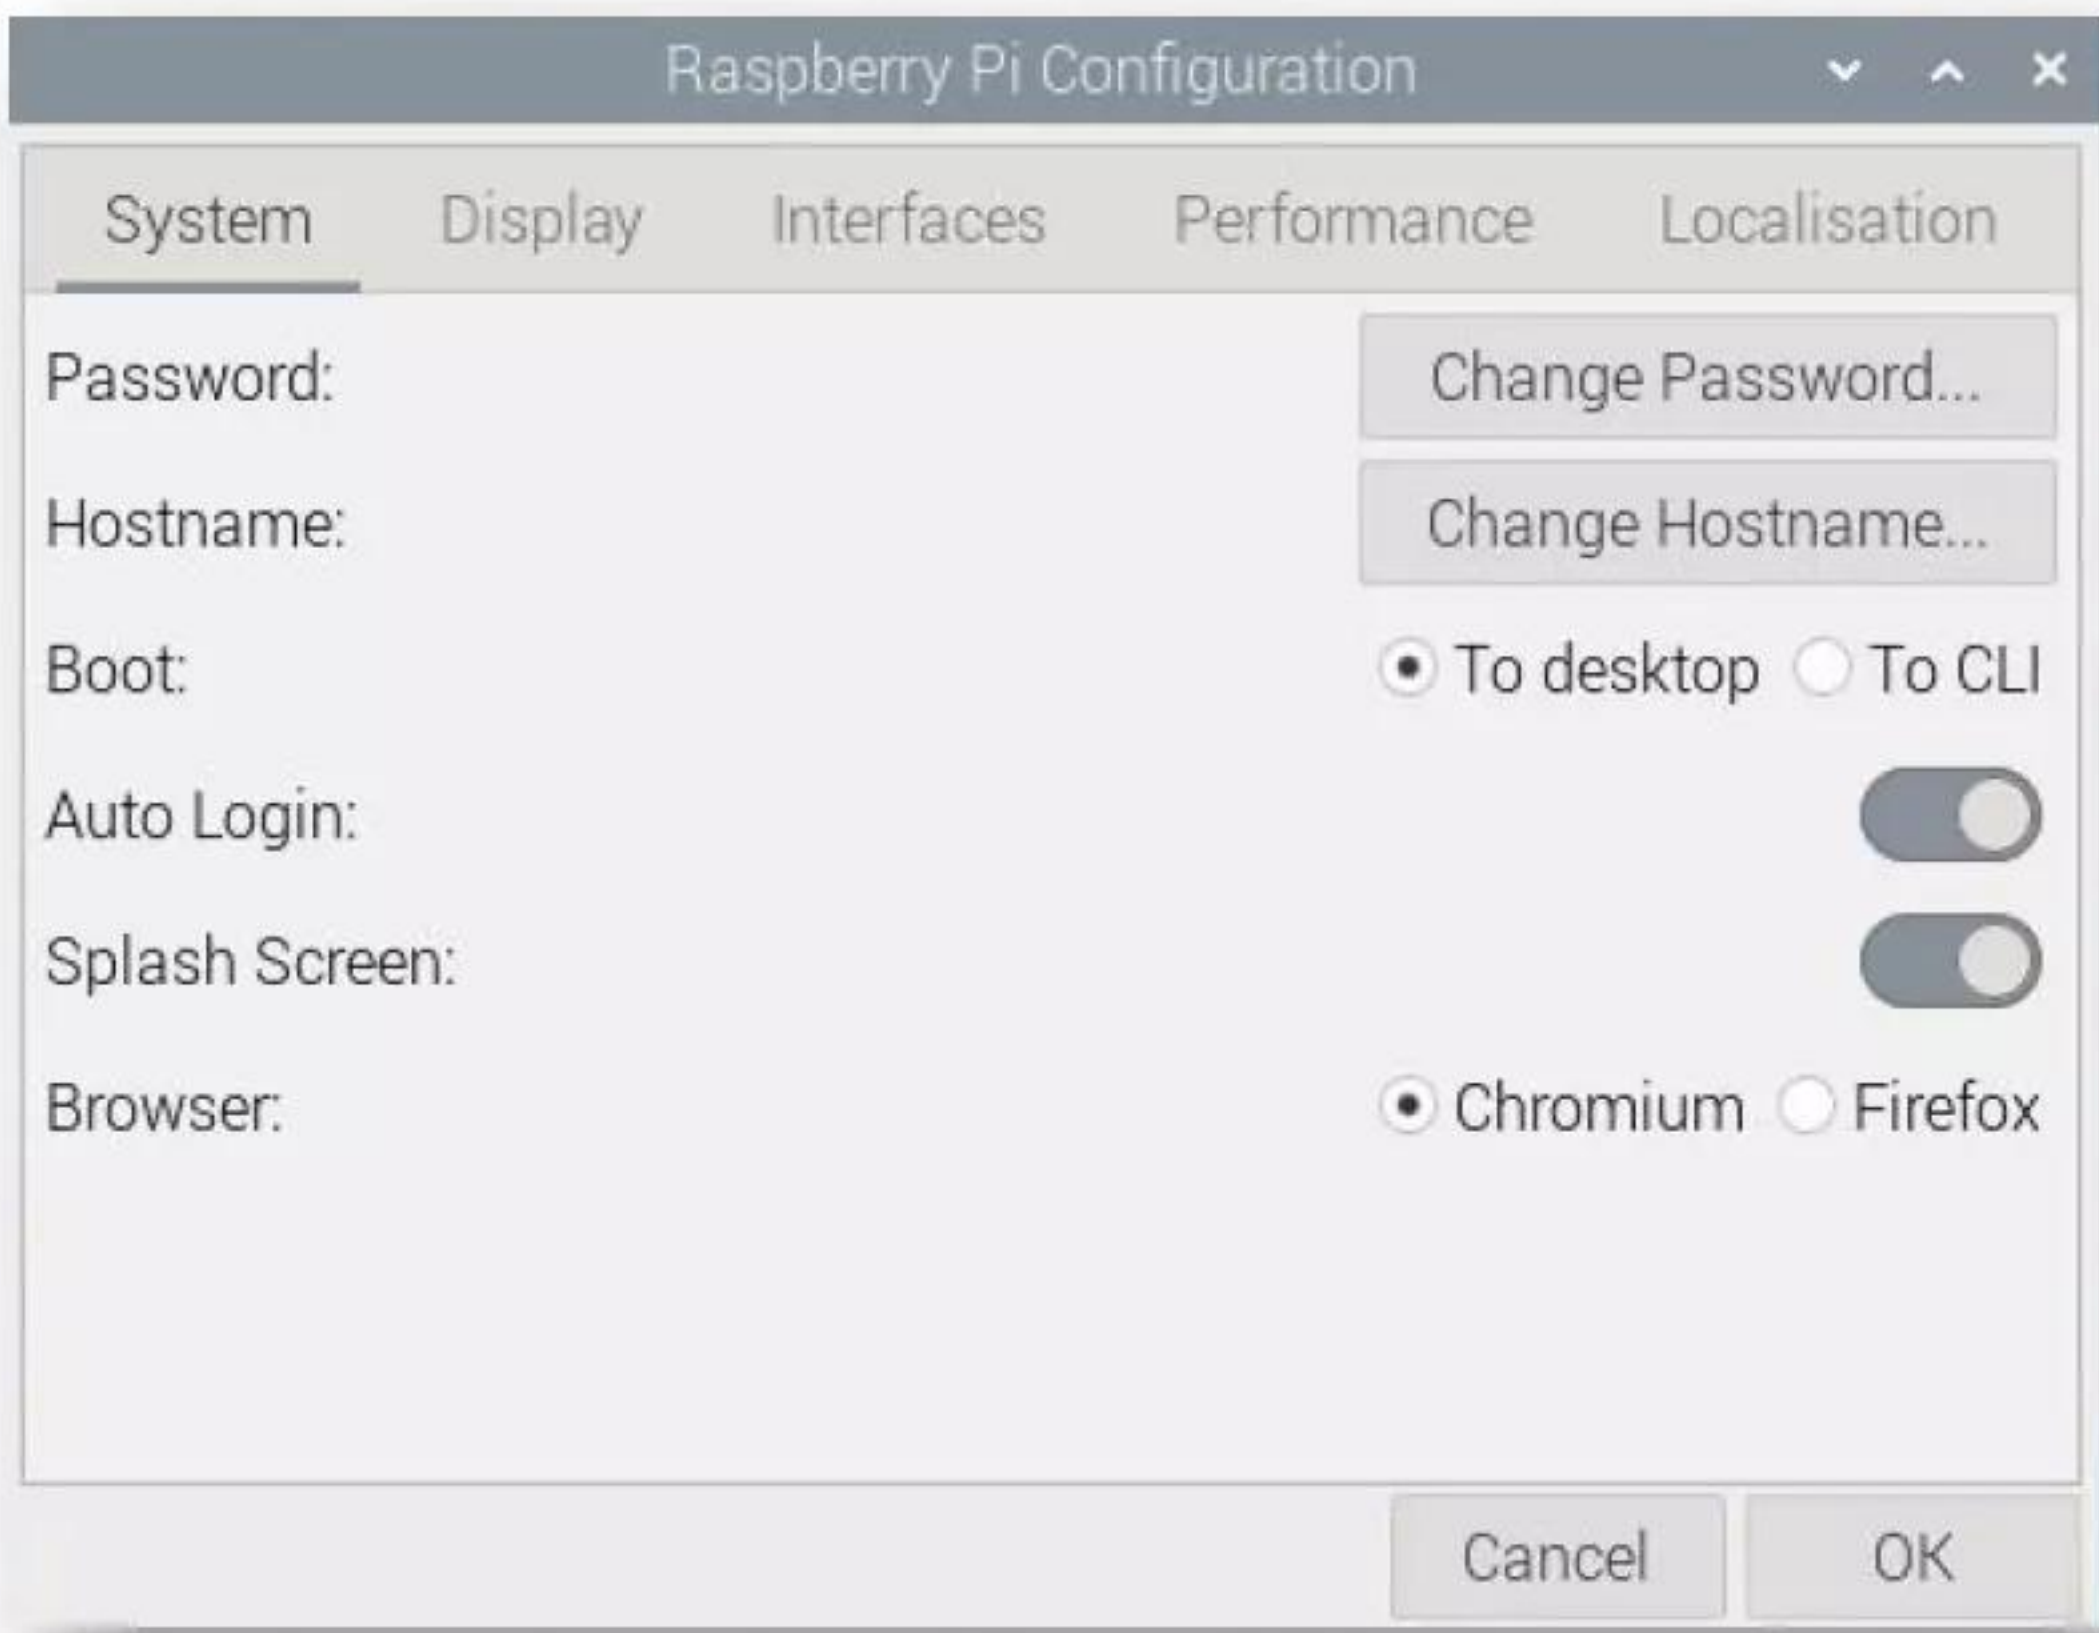 Raspberry Pi Configuration
System Display Interfaces Performance Localisation
Password: Change Password...
Hostname: Change Hostname...
Boot: To desktop To CLI
Auto Login:
Splash Screen:
Browser: Chromium Firefox
Cancel OK